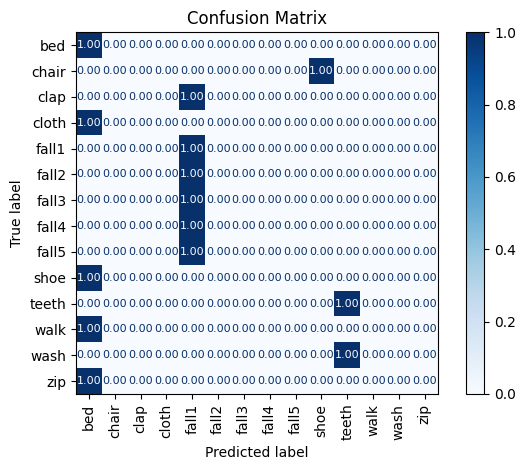 Confusion Matrix
True label
bed 1.00 0.00 0.00 0.00 0.00 0.00 0.00 0.00 0.00 0.00 0.00 0.00 0.00 0.00
chair 0.00 0.00 0.00 0.00 0.00 0.00 0.00 0.00 0.00 1.00 0.00 0.00 0.00 0.00
clap 0.00 0.00 0.00 0.00 1.00 0.00 0.00 0.00 0.00 0.00 0.00 0.00 0.00 0.00
cloth 1.00 0.00 0.00 0.00 0.00 0.00 0.00 0.00 0.00 0.00 0.00 0.00 0.00 0.00
fall1 0.00 0.00 0.00 0.00 1.00 0.00 0.00 0.00 0.00 0.00 0.00 0.00 0.00 0.00
fall2 0.00 0.00 0.00 0.00 1.00 0.00 0.00 0.00 0.00 0.00 0.00 0.00 0.00 0.00
fall3 0.00 0.00 0.00 0.00 1.00 0.00 0.00 0.00 0.00 0.00 0.00 0.00 0.00 0.00
fall4 0.00 0.00 0.00 0.00 1.00 0.00 0.00 0.00 0.00 0.00 0.00 0.00 0.00 0.00
fall5 0.00 0.00 0.00 0.00 1.00 0.00 0.00 0.00 0.00 0.00 0.00 0.00 0.00 0.00
shoe 1.00 0.00 0.00 0.00 0.00 0.00 0.00 0.00 0.00 0.00 0.00 0.00 0.00 0.00
teeth 0.00 0.00 0.00 0.00 0.00 0.00 0.00 0.00 0.00 0.00 1.00 0.00 0.00 0.00
walk 1.00 0.00 0.00 0.00 0.00 0.00 0.00 0.00 0.00 0.00 0.00 0.00 0.00 0.00
wash 0.00 0.00 0.00 0.00 0.00 0.00 0.00 0.00 0.00 0.00 1.00 0.00 0.00 0.00
zip 1.00 0.00 0.00 0.00 0.00 0.00 0.00 0.00 0.00 0.00 0.00 0.00 0.00 0.00
bed chair clap cloth fall1 fall2 fall3 fall4 fall5 shoe teeth walk wash zip
Predicted label
1.0
0.8
0.6
0.4
0.2
0.0